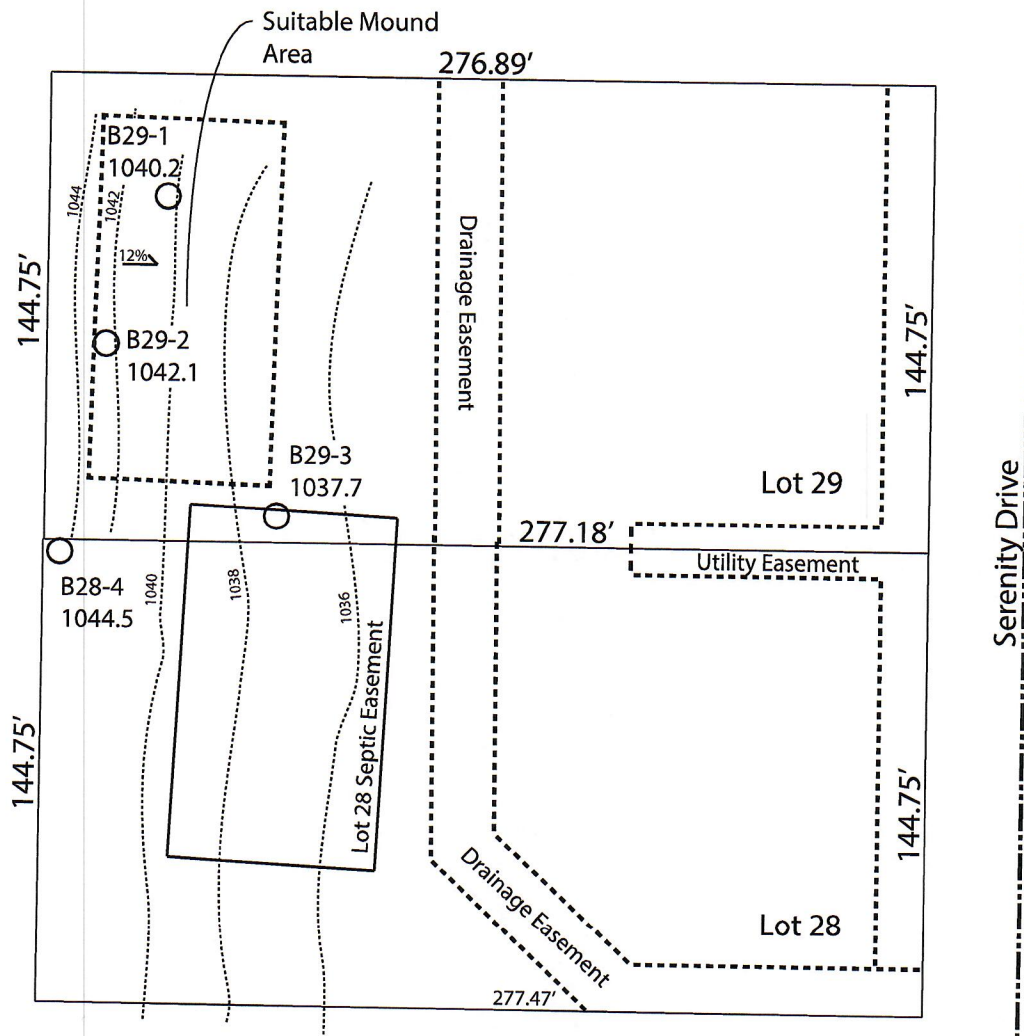 Suitable Mound
Area
276.89'
B29-1
1040.2
1044
1042
12%
Drainage Easement
144.75'
144.75'
B29-2
1042.1
B29-3
1037.7
Lot 29
Serenity Drive
277.18'
Utility Easement
B28-4
1044.5
1040
1038
1036
Lot 28 Septic Easement
144.75'
144.75'
Drainage Easement
Lot 28
277.47'